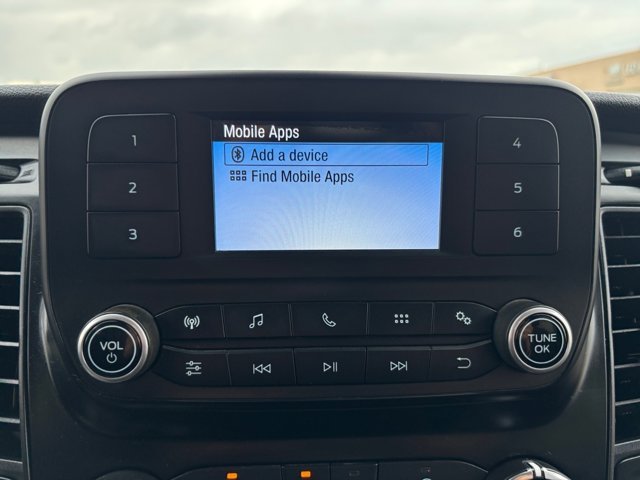 Mobile Apps
Add a device
Find Mobile Apps
1
2
3
4
5
6
VOL
TUNE
OK